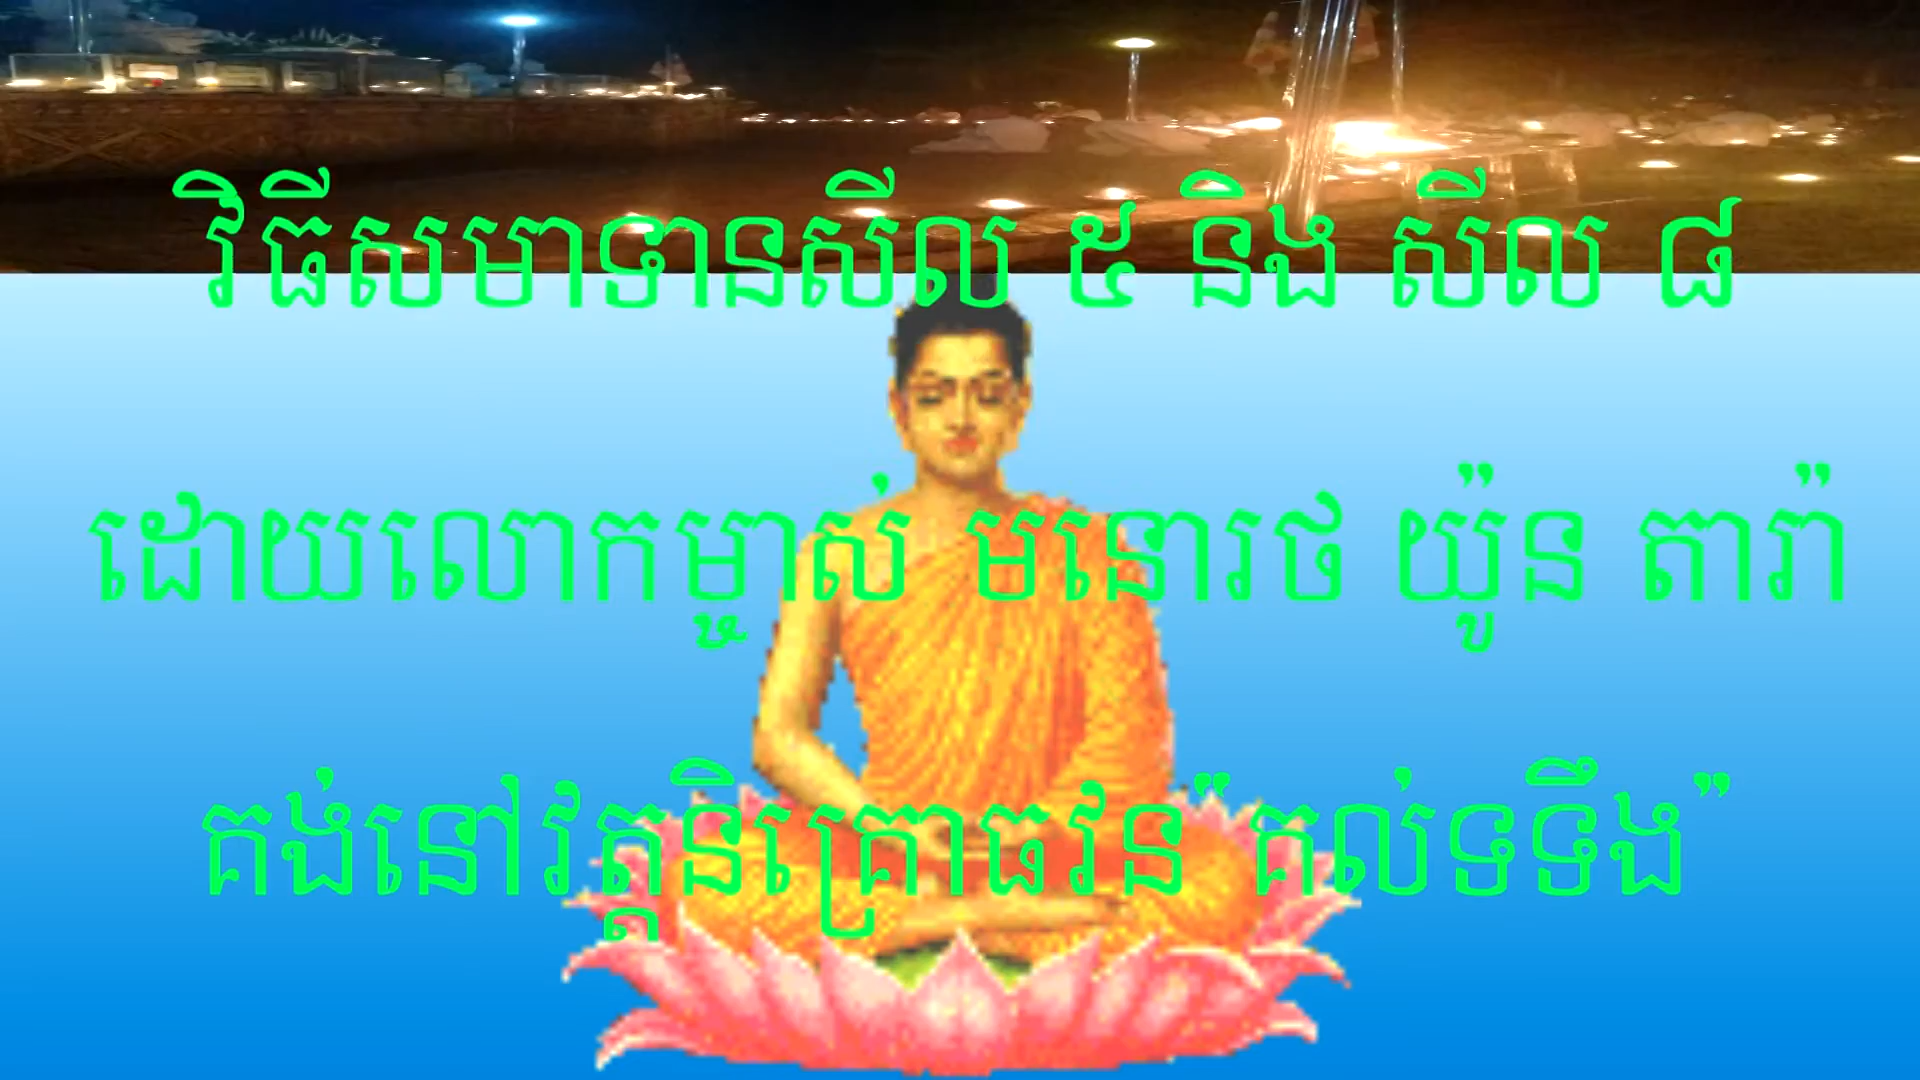 វិធីសមាទានសីល ៥ និង សីល ៨
ដោយលោកម្ចាស់ មនោរថ យ៉ូន តារ៉ា
គង់នៅវត្តនិគ្រោធវន"គល់ទទឹង"